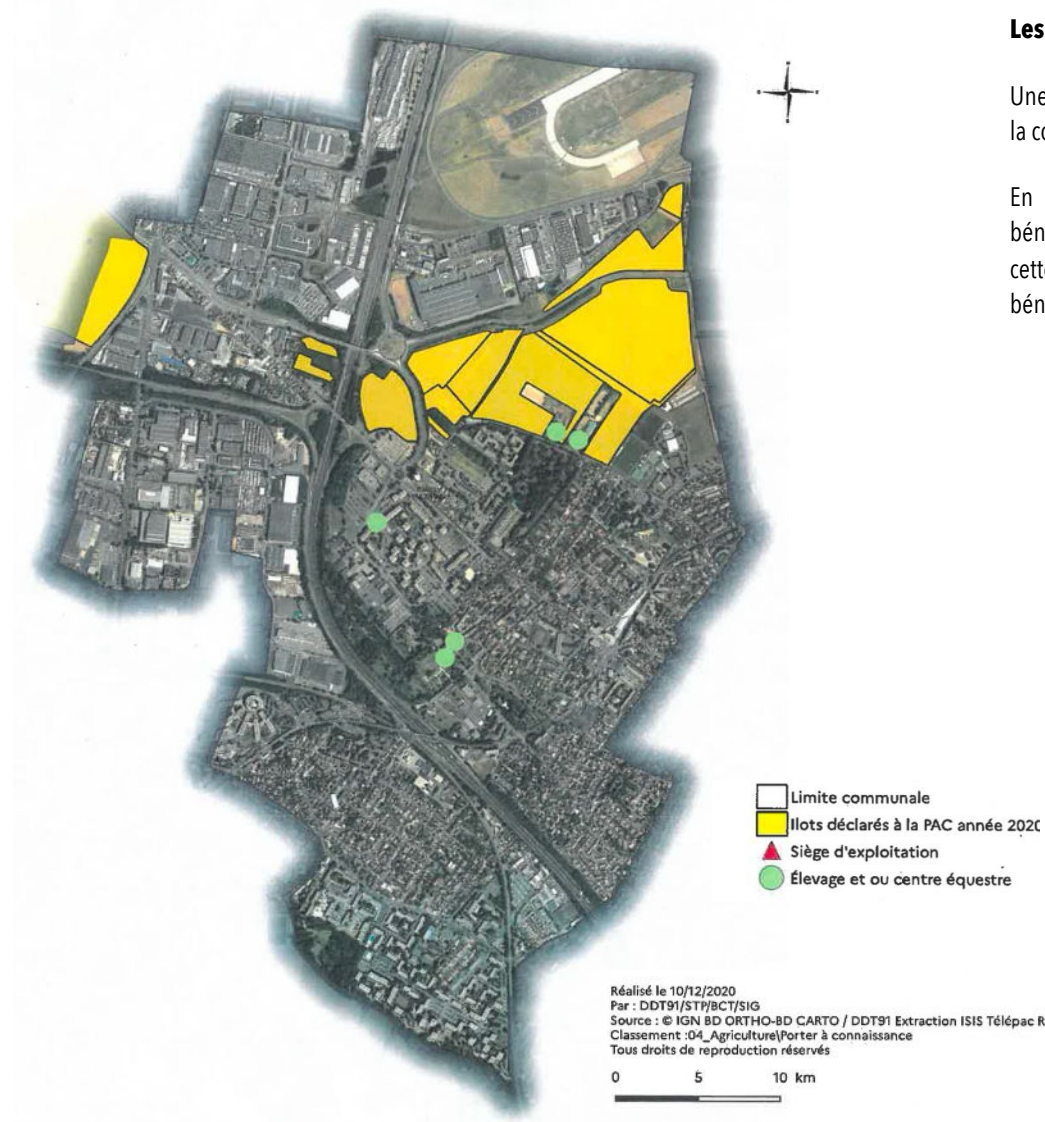 Les
Une
la co
En
bén
cette
bén
Limite communale
Ilots déclarés à la PAC année 2020
Siège d'exploitation
Élevage et ou centre équestre
Réalisé le 10/12/2020
Par : DDT91/STP/BCT/SIG
Source : © IGN BD ORTHO-BD CARTO / DDT91 Extraction ISIS Télépac R
Classement :04_Agriculture\Porter à connaissance
Tous droits de reproduction réservés
0 5 10 km